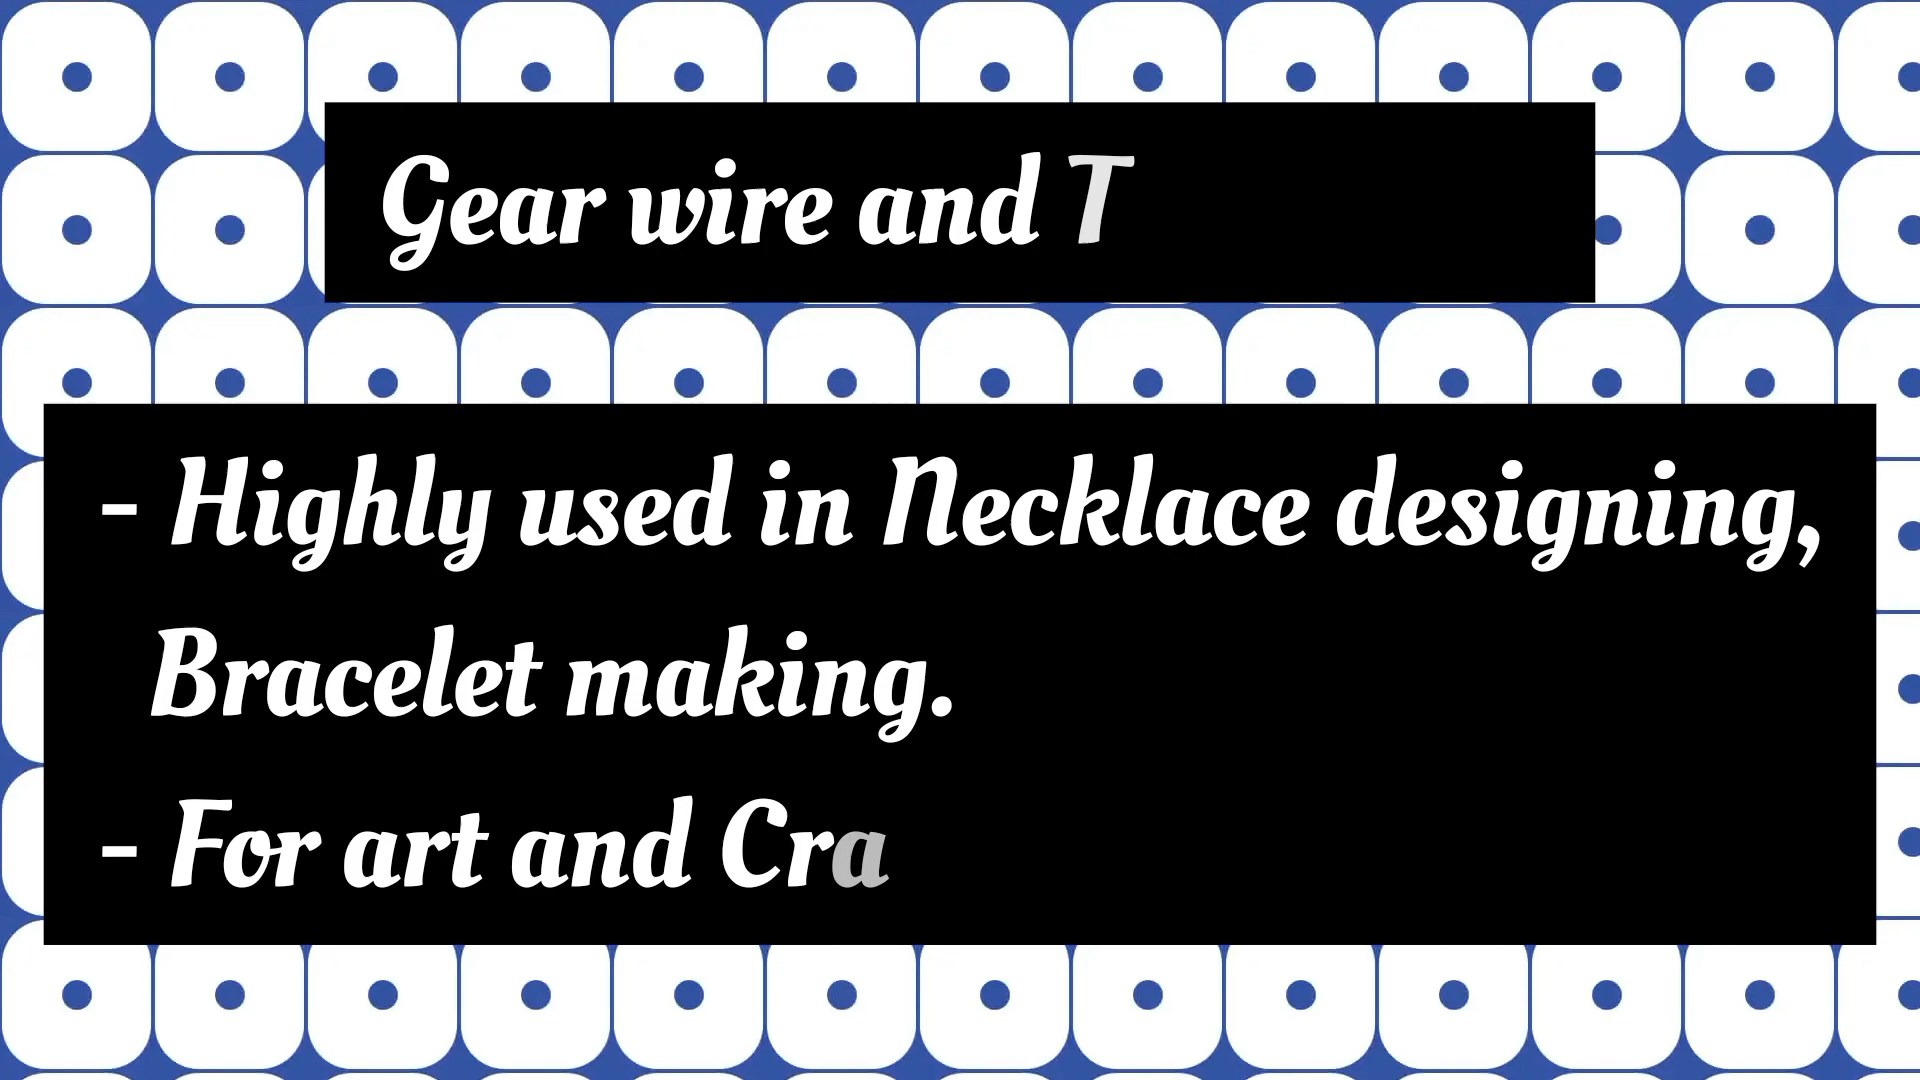 Gear wire and T
- Highly used in Necklace designing,
Bracelet making.
- For art and Cra